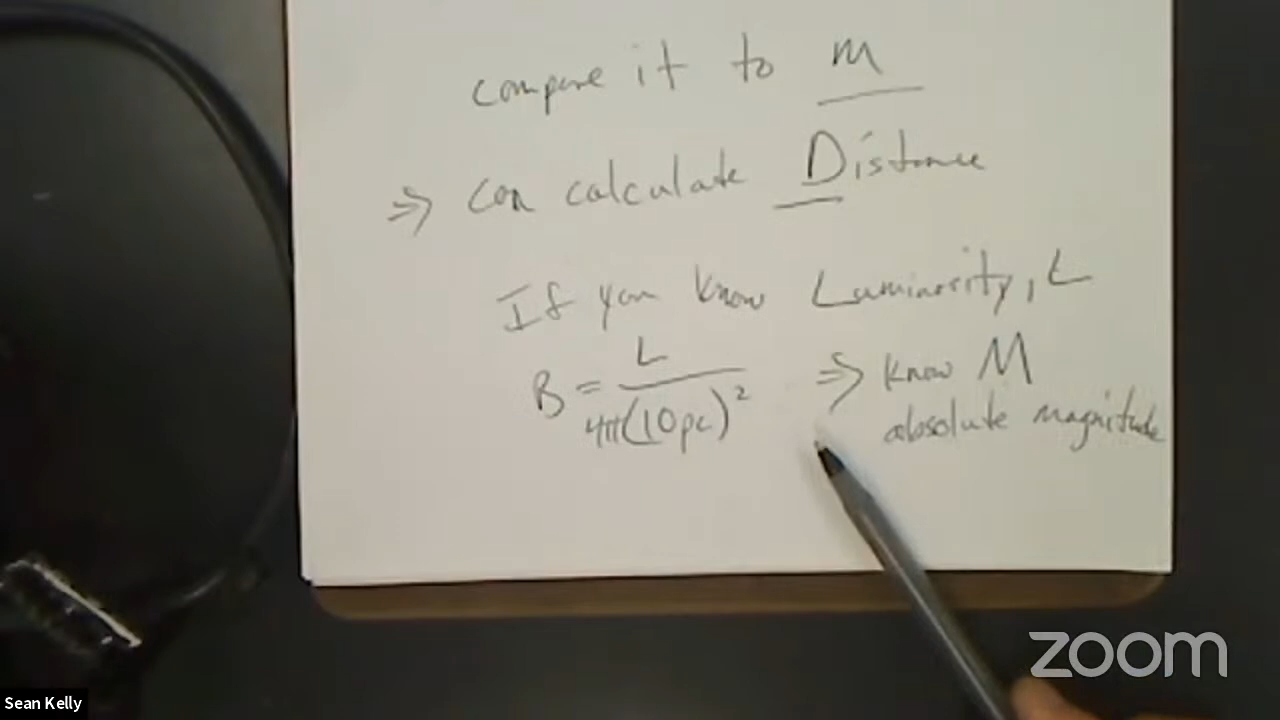 compare it to m
⇒ can calculate Distance
If you know Luminosity, L
B = L / 4π(10pc)² ⇒ know M
absolute magnitude
zoom
Sean Kelly